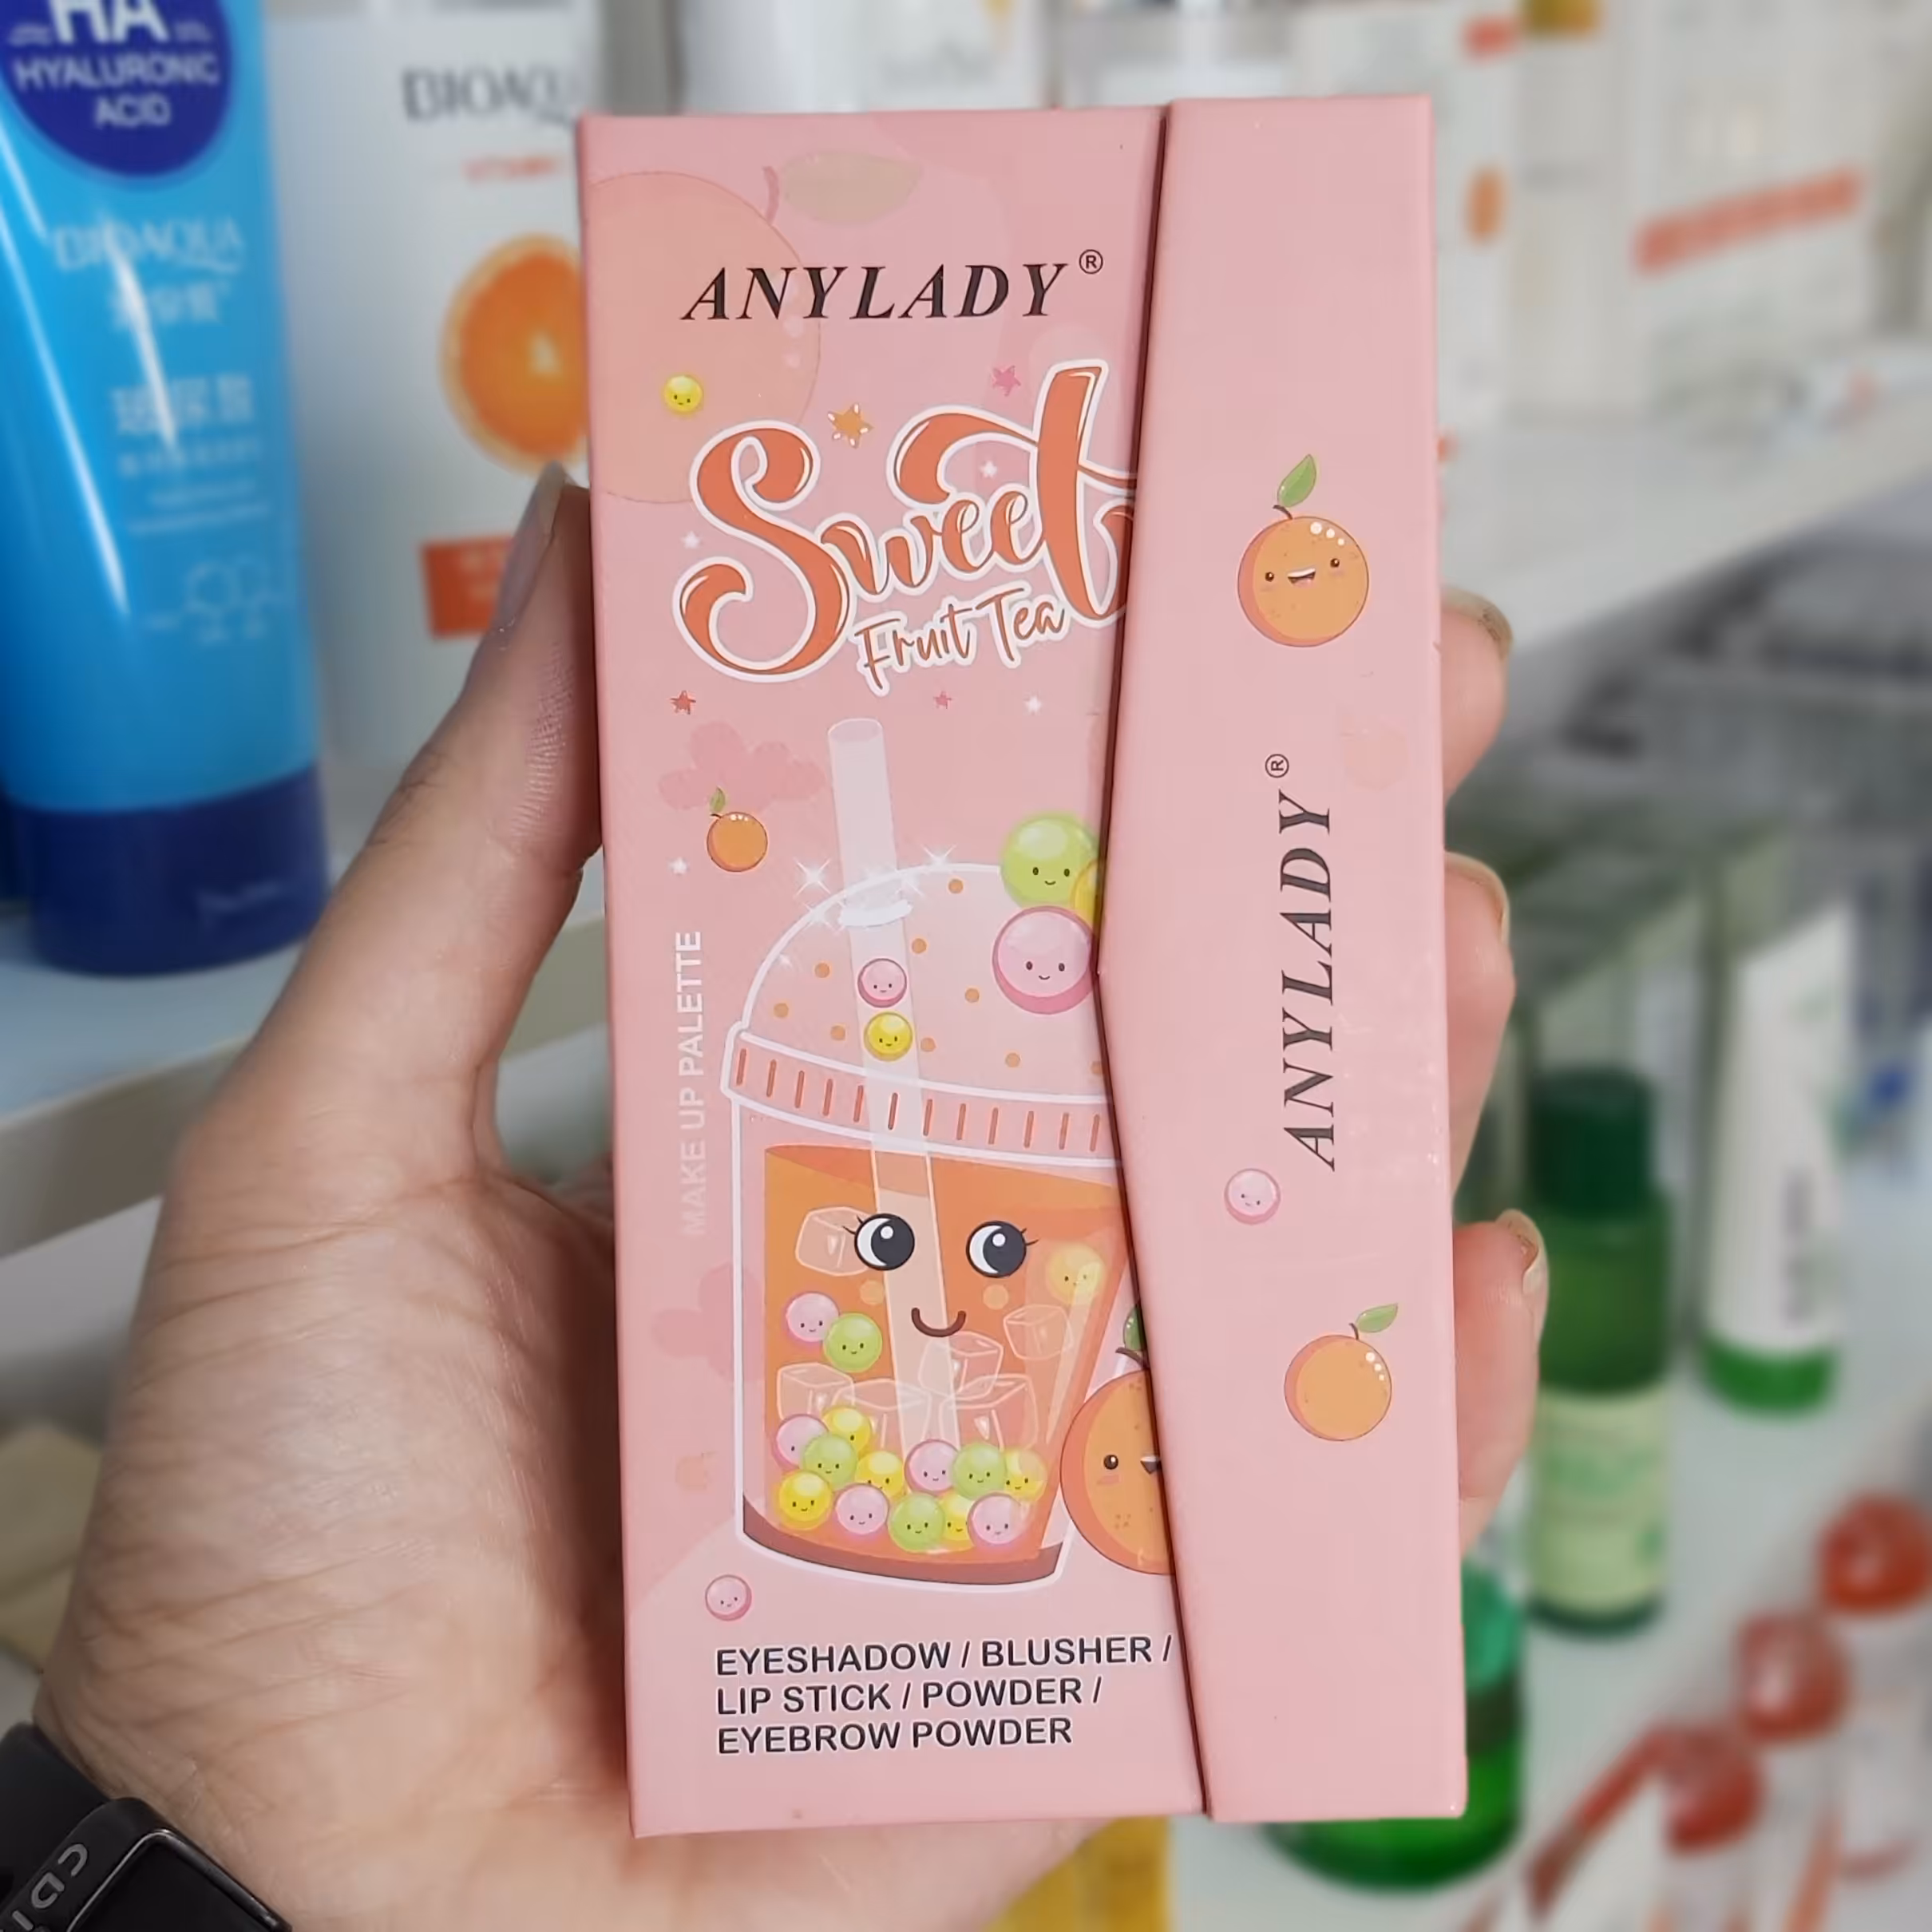 HA
HYALURONIC
ACID
BIOAQUA
BIOAQU
ANYLADY®
Sweet
Fruit Tea
MAKE UP PALETTE
ANYLADY®
EYESHADOW / BLUSHER /
LIP STICK / POWDER /
EYEBROW POWDER